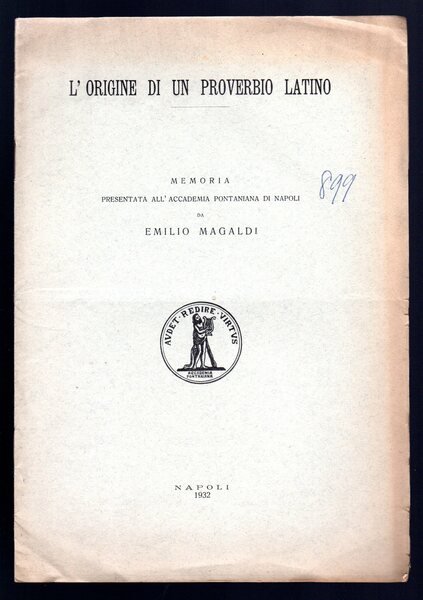 L' ORIGINE DI UN PROVERBIO LATINO
MEMORIA
PRESENTATA ALL' ACCADEMIA PONTANIANA DI NAPOLI
DA
EMILIO MAGALDI
899
AVDET · REDIRE · VIRTVS
ACCADEMIA
PONTANIANA
NAPOLI
1932